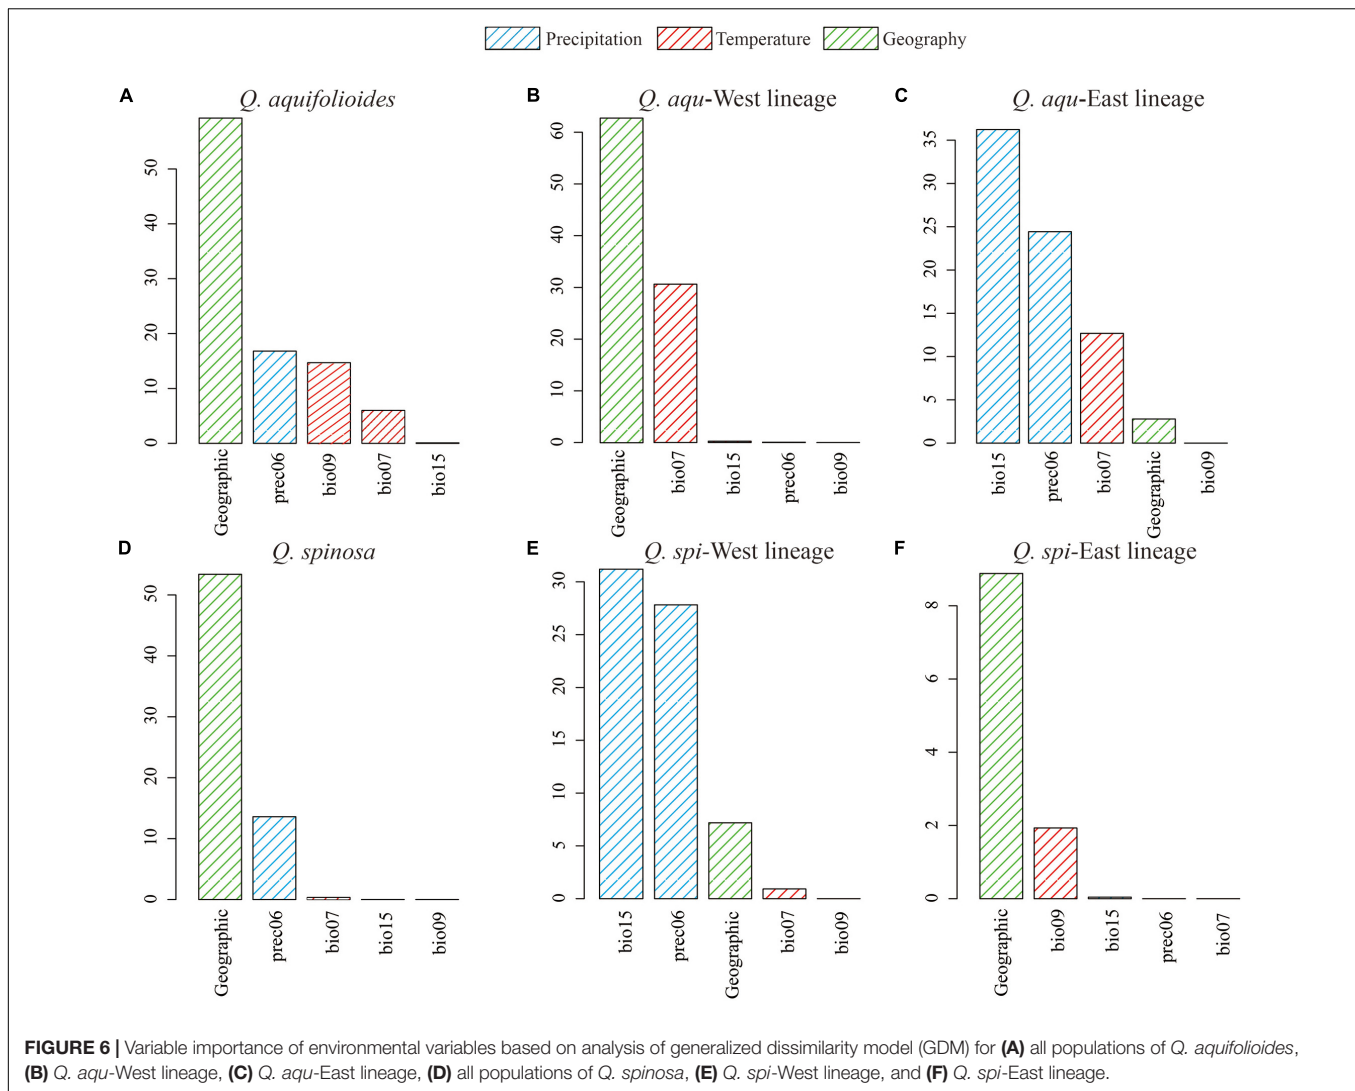 Precipitation Temperature Geography
A Q. aquifolioides
0 10 20 30 40 50
Geographic prec06 bio09 bio07 bio15
B Q. aqu-West lineage
0 10 20 30 40 50 60
Geographic bio07 bio15 prec06 bio09
C Q. aqu-East lineage
0 5 10 15 20 25 30 35
bio15 prec06 bio07 Geographic bio09
D Q. spinosa
0 10 20 30 40 50
Geographic prec06 bio07 bio15 bio09
E Q. spi-West lineage
0 5 10 15 20 25 30
bio15 prec06 Geographic bio07 bio09
F Q. spi-East lineage
0 2 4 6 8
Geographic bio09 bio15 prec06 bio07
FIGURE 6 | Variable importance of environmental variables based on analysis of generalized dissimilarity model (GDM) for (A) all populations of Q. aquifolioides,
(B) Q. aqu-West lineage, (C) Q. aqu-East lineage, (D) all populations of Q. spinosa, (E) Q. spi-West lineage, and (F) Q. spi-East lineage.